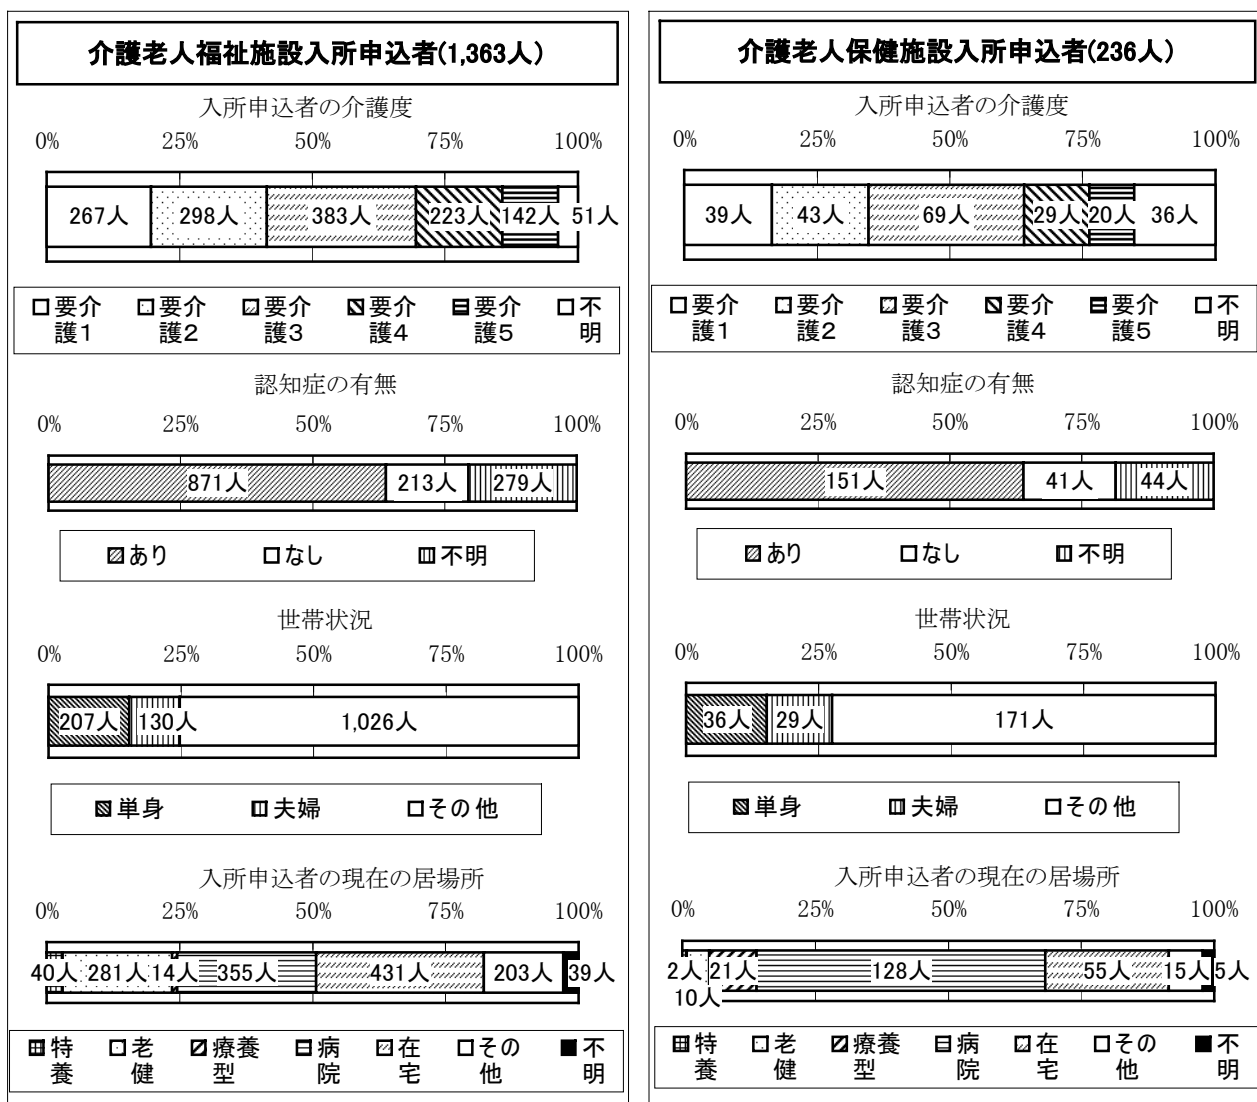 介護老人福祉施設入所申込者(1,363人)
入所申込者の介護度
0% 25% 50% 75% 100%
267人 298人 383人 223人 142人 51人
要介護1 要介護2 要介護3 要介護4 要介護5 不明
認知症の有無
0% 25% 50% 75% 100%
871人 213人 279人
あり なし 不明
世帯状況
0% 25% 50% 75% 100%
207人 130人 1,026人
単身 夫婦 その他
入所申込者の現在の居場所
0% 25% 50% 75% 100%
40人 281人 14人 355人 431人 203人 39人
特養 老健 療養型 病院 在宅 その他 不明
介護老人保健施設入所申込者(236人)
入所申込者の介護度
0% 25% 50% 75% 100%
39人 43人 69人 29人 20人 36人
要介護1 要介護2 要介護3 要介護4 要介護5 不明
認知症の有無
0% 25% 50% 75% 100%
151人 41人 44人
あり なし 不明
世帯状況
0% 25% 50% 75% 100%
36人 29人 171人
単身 夫婦 その他
入所申込者の現在の居場所
0% 25% 50% 75% 100%
2人 21人 128人 55人 15人 5人
10人
特養 老健 療養型 病院 在宅 その他 不明